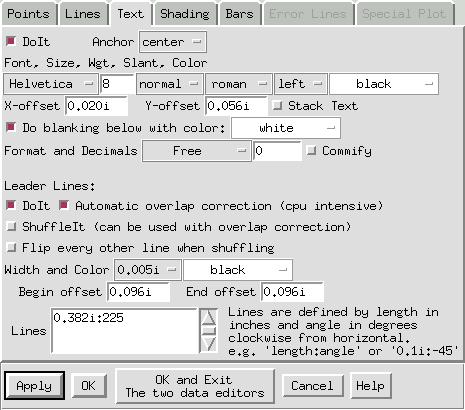 Points Lines Text Shading Bars Error Lines Special Plot
DoIt Anchor center
Font, Size, Wgt, Slant, Color
Helvetica 8 normal roman left black
X-offset 0.020i Y-offset 0.056i Stack Text
Do blanking below with color: white
Format and Decimals Free 0 Commify
Leader Lines:
DoIt Automatic overlap correction (cpu intensive)
ShuffleIt (can be used with overlap correction)
Flip every other line when shuffling
Width and Color 0.005i black
Begin offset 0.096i End offset 0.096i
Lines 0.382i:225
Lines are defined by length in
inches and angle in degrees
clockwise from horizontal.
e.g. 'length:angle' or '0.1i:-45'
Apply OK OK and Exit
The two data editors Cancel Help